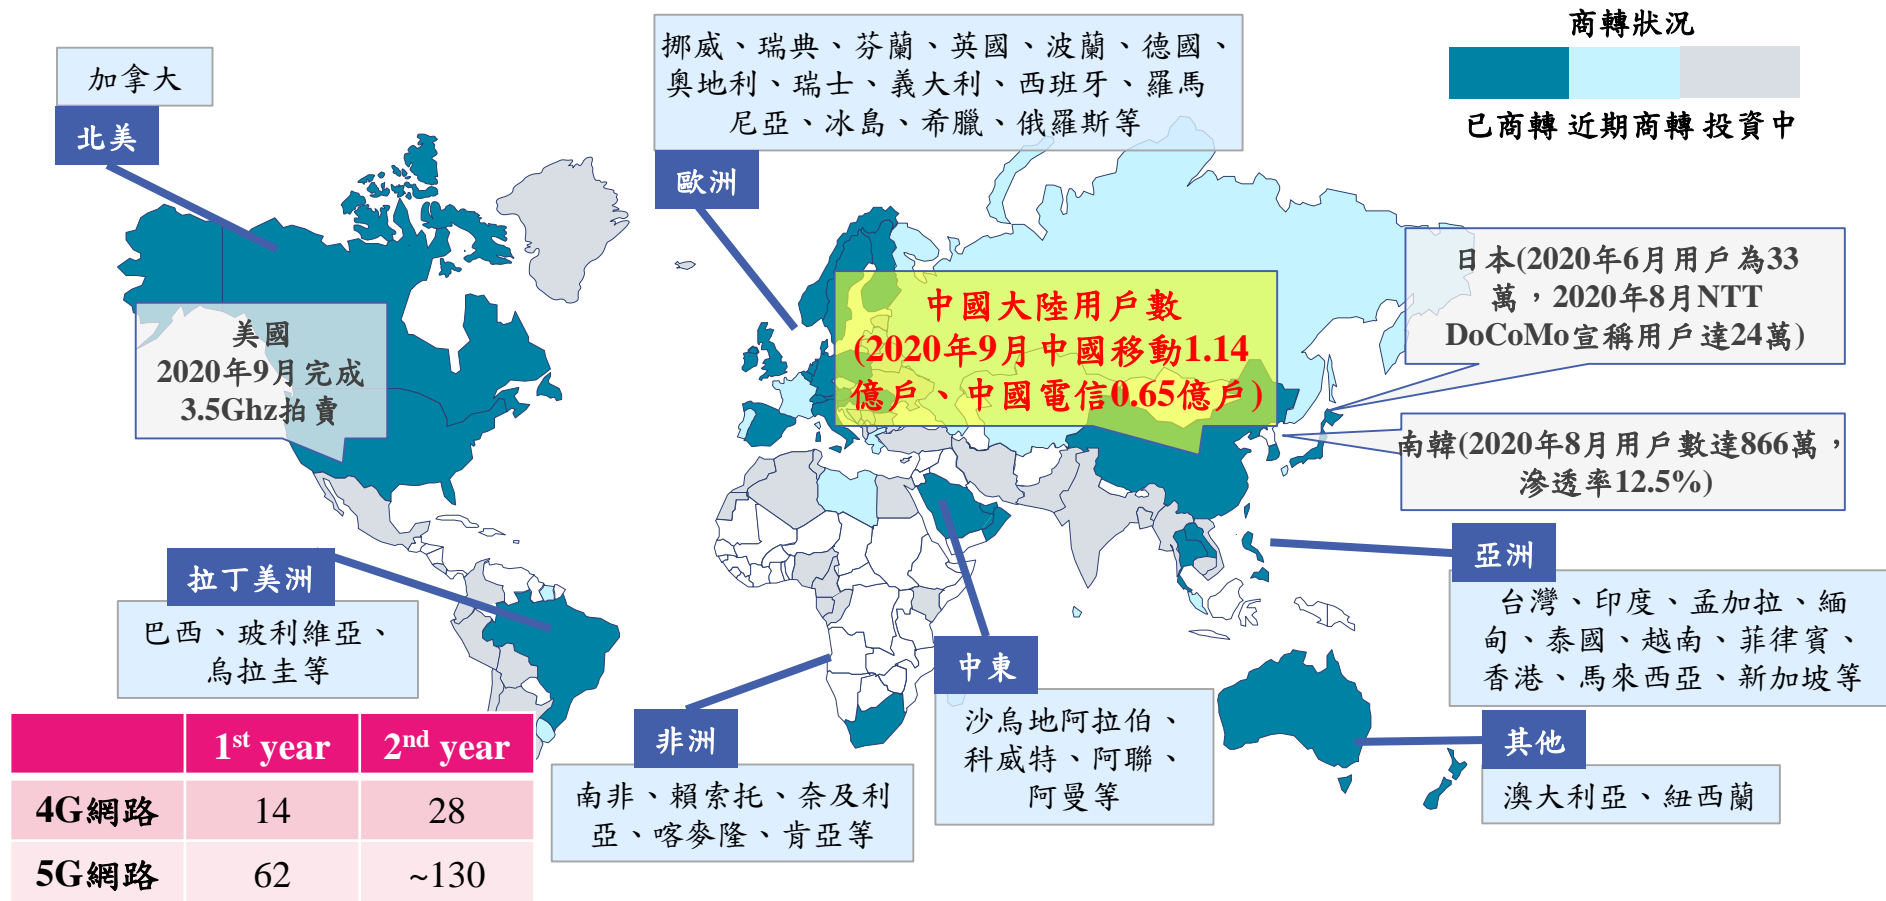 商轉狀況
已商轉 近期商轉 投資中
加拿大
北美
挪威、瑞典、芬蘭、英國、波蘭、德國、
奧地利、瑞士、義大利、西班牙、羅馬
尼亞、冰島、希臘、俄羅斯等
歐洲
美國
2020年9月完成
3.5Ghz拍賣
中國大陸用戶數
(2020年9月中國移動1.14
億戶、中國電信0.65億戶)
日本(2020年6月用戶為33
萬，2020年8月NTT
DoCoMo宣稱用戶達24萬)
南韓(2020年8月用戶數達866萬，
滲透率12.5%)
拉丁美洲
巴西、玻利維亞、
烏拉圭等
亞洲
台灣、印度、孟加拉、緬
甸、泰國、越南、菲律賓、
香港、馬來西亞、新加坡等
中東
沙烏地阿拉伯、
科威特、阿聯、
阿曼等
非洲
南非、賴索托、奈及利
亞、喀麥隆、肯亞等
其他
澳大利亞、紐西蘭
1st year 2nd year
4G網路 14 28
5G網路 62 ~130